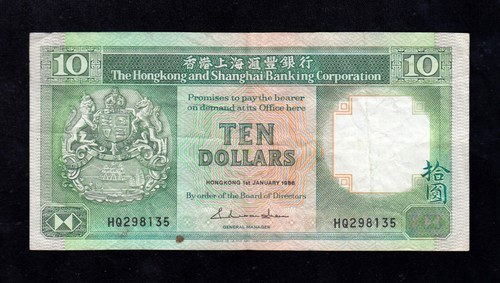 香港上海滙豐銀行
10 The Hongkong and Shanghai Banking Corporation 10
Promises to pay the bearer
on demand at its Office here
TEN
DOLLARS
拾
圓
HONGKONG 1st JANUARY 1986
By order of the Board of Directors
HQ298135
HQ298135
GENERAL MANAGER